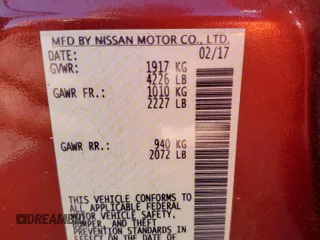 MFD BY NISSAN MOTOR CO., LTD.
DATE: 02/17
GVWR: 1917 KG
4226 LB
GAWR FR.: 1010 KG
2227 LB
GAWR RR.: 940 KG
2072 LB
THIS VEHICLE CONFORMS TO
ALL APPLICABLE FEDERAL
MOTOR VEHICLE SAFETY,
BUMPER, AND THEFT
PREVENTION STANDARDS IN
EFFECT ON THE DATE OF
DREAMBID